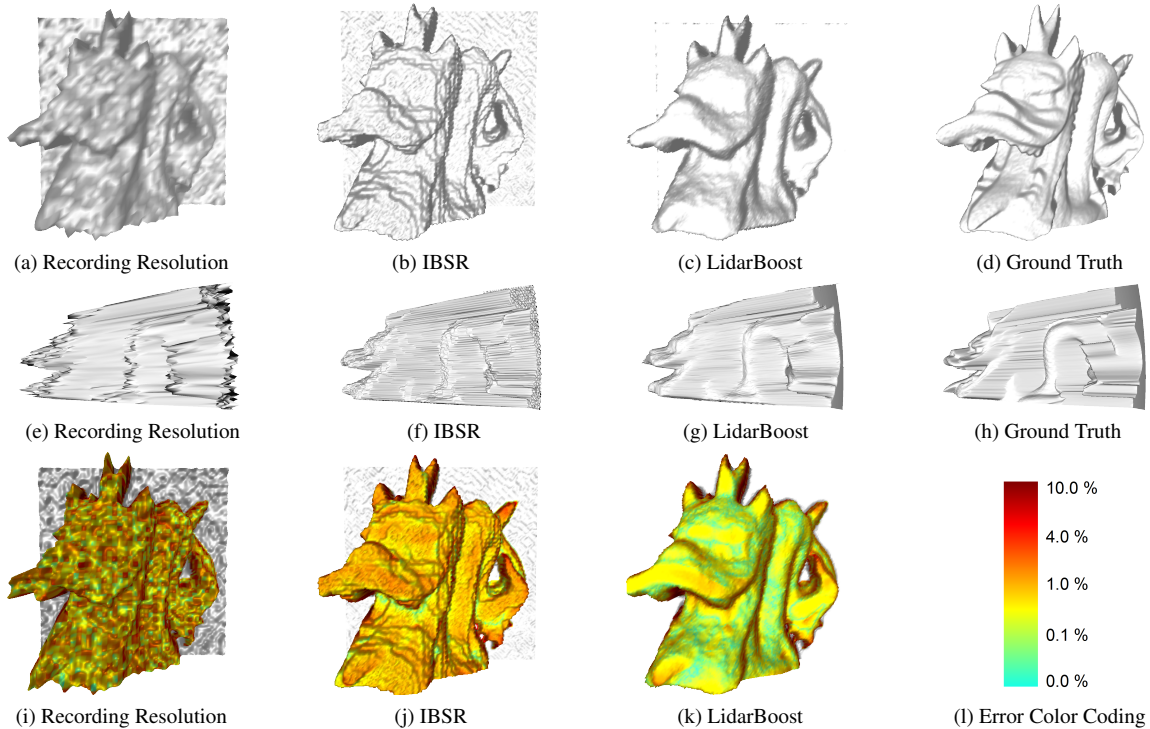 (a) Recording Resolution
(b) IBSR
(c) LidarBoost
(d) Ground Truth
(e) Recording Resolution
(f) IBSR
(g) LidarBoost
(h) Ground Truth
10.0 %
4.0 %
1.0 %
0.1 %
0.0 %
(i) Recording Resolution
(j) IBSR
(k) LidarBoost
(l) Error Color Coding